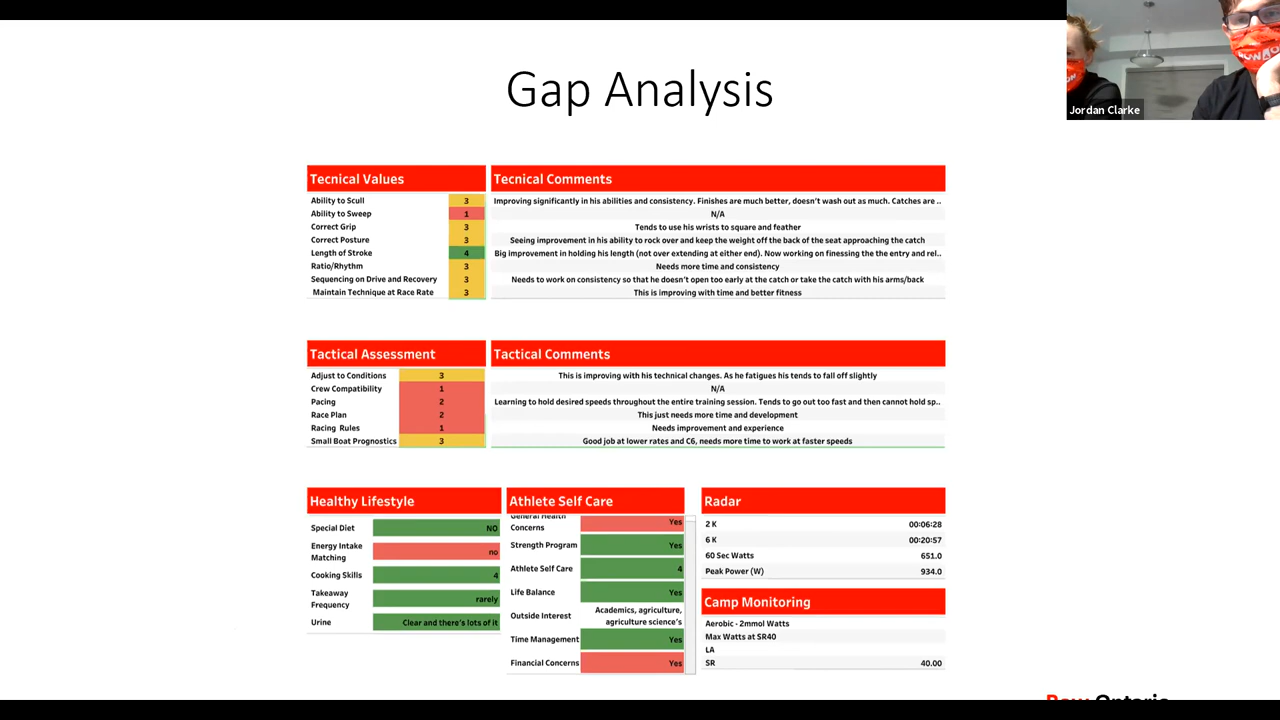 Gap Analysis
Jordan Clarke
Tecnical Values
Tecnical Comments
Ability to Scull 3 Improving significantly in his abilities and consistency. Finishes are much better, doesn't wash out as much. Catches are ..
Ability to Sweep 1 N/A
Correct Grip 3 Tends to use his wrists to square and feather
Correct Posture 3 Seeing improvement in his ability to rock over and keep the weight off the back of the seat approaching the catch
Length of Stroke 4 Big improvement in holding his length (not over extending at either end). Now working on finessing the the entry and rel..
Ratio/Rhythm 3 Needs more time and consistency
Sequencing on Drive and Recovery 3 Needs to work on consistency so that he doesn't open too early at the catch or take the catch with his arms/back
Maintain Technique at Race Rate 3 This is improving with time and better fitness
Tactical Assessment
Tactical Comments
Adjust to Conditions 3 This is improving with his technical changes. As he fatigues his tends to fall off slightly
Crew Compatibility 1 N/A
Pacing 2 Learning to hold desired speeds throughout the entire training session. Tends to go out too fast and then cannot hold sp..
Race Plan 2 This just needs more time and development
Racing Rules 1 Needs improvement and experience
Small Boat Prognostics 3 Good job at lower rates and C6, needs more time to work at faster speeds
Healthy Lifestyle
Special Diet NO
Energy Intake no
Matching
Cooking Skills 4
Takeaway rarely
Frequency
Urine Clear and there's lots of it
Athlete Self Care
General Health Yes
Concerns
Strength Program Yes
Athlete Self Care 4
Life Balance Yes
Outside Interest Academics, agriculture,
agriculture science's
Time Management Yes
Financial Concerns Yes
Radar
2 K 00:06:28
6 K 00:20:57
60 Sec Watts 651.0
Peak Power (W) 934.0
Camp Monitoring
Aerobic - 2mmol Watts
Max Watts at SR40
LA
SR 40.00
Row Ontario